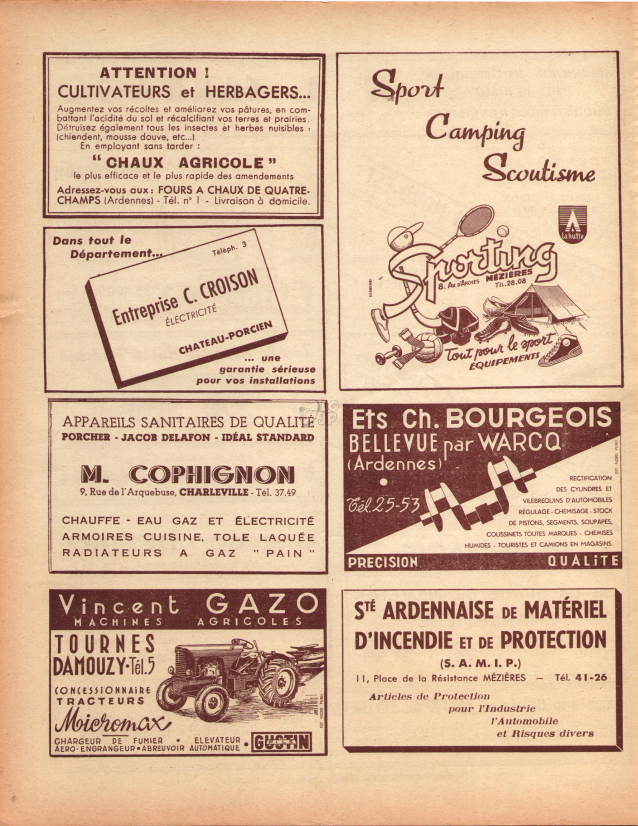 ATTENTION !
CULTIVATEURS et HERBAGERS...
Augmentez vos récoltes et améliorez vos pâtures, en com-
battant l'acidité du sol et récalcifiant vos terres et prairies.
Détruisez également tous les insectes et herbes nuisibles :
(chiendent, mousse douve, etc...)
En employant sans tarder :
" CHAUX AGRICOLE "
le plus efficace et le plus rapide des amendements
Adressez-vous aux : FOURS A CHAUX DE QUATRE-
CHAMPS (Ardennes) - Tél. n° 1 - Livraison à domicile.
Dans tout le
Département...
Téléph. 3
Entreprise C. CROISON
ÉLECTRICITÉ
CHATEAU-PORCIEN
... une
garantie sérieuse
pour vos installations
APPAREILS SANITAIRES DE QUALITÉ
PORCHER - JACOB DELAFON - IDÉAL STANDARD
M. COPHIGNON
9, Rue de l'Arquebuse, CHARLEVILLE - Tél. 37.49
CHAUFFE - EAU GAZ ET ÉLECTRICITÉ
ARMOIRES CUISINE, TOLE LAQUÉE
RADIATEURS A GAZ " PAIN "
Vincent GAZO
MACHINES AGRICOLES
TOURNES
DAMOUZY · Tél. 5
CONCESSIONNAIRE
TRACTEURS
Micromax
CHARGEUR DE FUMIER • ELEVATEUR
AÉRO-ENGRANGEUR • ABREUVOIR AUTOMATIQUE •
GUSTIN
Sport
Camping
Scoutisme
la hutte
Sporting
MÉZIÈRES
8. Av. D'ARCHES TÉL. 28.08
Tout pour le sport
ÉQUIPEMENTS
Ets Ch. BOURGEOIS
BELLEVUE par WARCQ
(Ardennes)
Tél. 25-53
RECTIFICATION
DES CYLINDRES ET
VILEBREQUINS D'AUTOMOBILES
RÉGULAGE - CHEMISAGE - STOCK
DE PISTONS, SEGMENTS, SOUPAPES,
COUSSINETS TOUTES MARQUES - CHEMISES
HUMIDES - TOURISTES ET CAMIONS EN MAGASINS.
PRECISION QUALITE
Sté ARDENNAISE DE MATÉRIEL
D'INCENDIE ET DE PROTECTION
(S. A. M. I. P.)
11, Place de la Résistance MÉZIÈRES — Tél. 41-26
Articles de Protection
pour l'Industrie
l'Automobile
et Risques divers